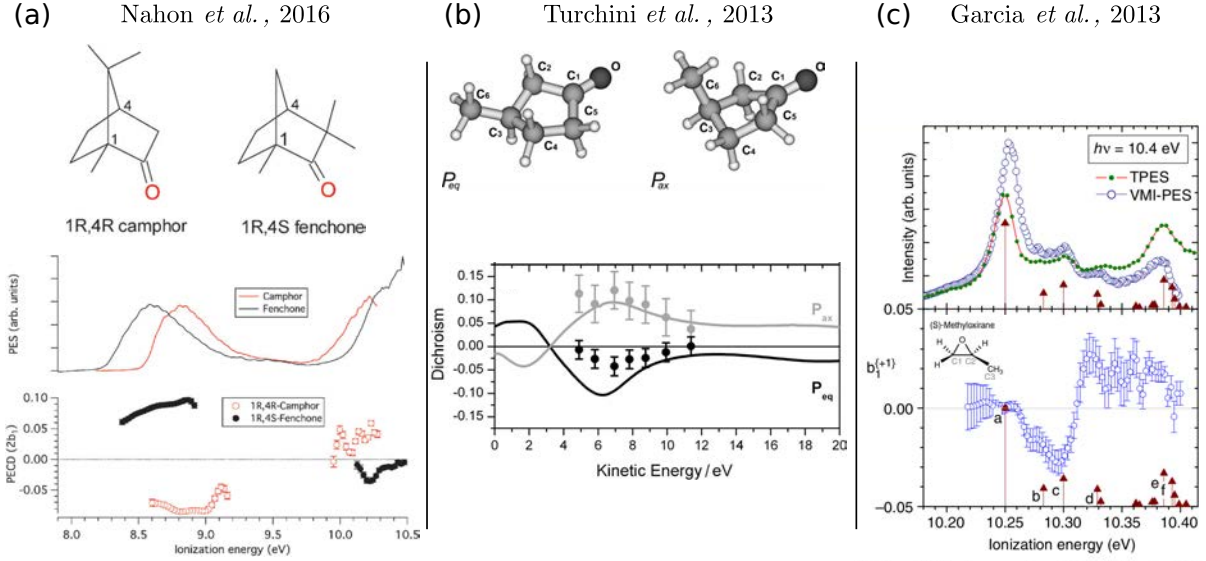 (a) Nahon et al., 2016
4
1
O
1R,4R camphor
4
1
O
1R,4S fenchone
PES (arb. units)
Camphor
Fenchone
PECD (2b₁)
0.10
0.05
0.00
-0.05
1R,4R-Camphor
1R,4S-Fenchone
8.0 8.5 9.0 9.5 10.0 10.5
Ionization energy (eV)
(b) Turchini et al., 2013
C₂ C₁ O
C₆ C₃ C₅
C₄
Peq
C₆ C₂ C₁ O
C₃ C₅
C₄
Pax
Dichroism
0.15
0.10
0.05
0.00
-0.05
-0.10
-0.15
Pax
Peq
0 2 4 6 8 10 12 14 16 18 20
Kinetic Energy/eV
(c) Garcia et al., 2013
Intensity (arb. units)
hν = 10.4 eV
TPES
VMI-PES
0.05
(S)-Methyloxirane
H O H
H C1 C2 CH₃
C3
b₁{+1}
0.00
a
b c d e f
−0.05
10.20 10.25 10.30 10.35 10.40
Ionization energy (eV)